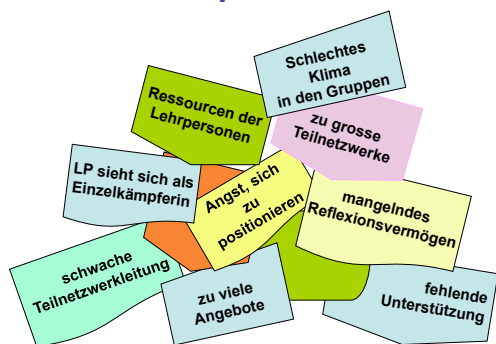 Schlechtes
Klima
in den Gruppen
Ressourcen der
Lehrpersonen
zu grosse
Teilnetzwerke
LP sieht sich als
Einzelkämpferin
Angst, sich
zu
positionieren
mangelndes
Reflexionsvermögen
schwache
Teilnetzwerkleitung
zu viele
Angebote
fehlende
Unterstützung